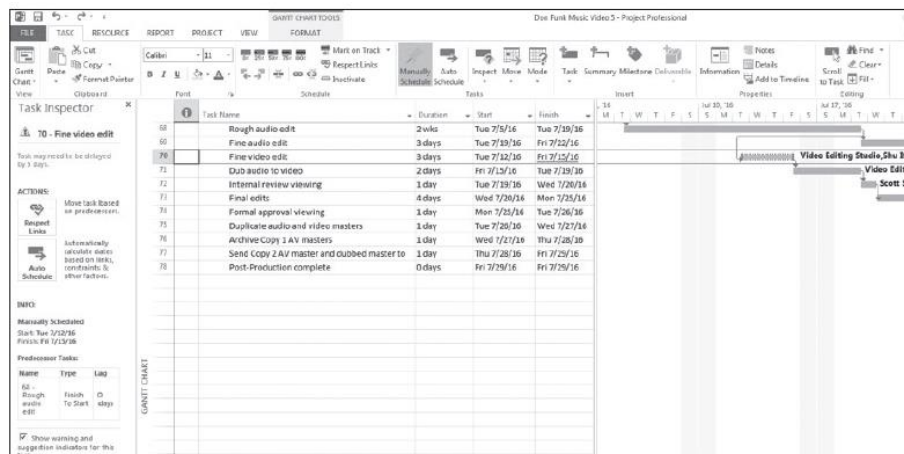 GANTT CHART TOOLS
Don Funk Music Video 5 - Project Professional
FILE TASK RESOURCE REPORT PROJECT VIEW FORMAT
Gantt Chart
View
Paste
Cut
Copy
Format Painter
Clipboard
Calibri 11
B I U
Font
Mark on Track
Respect Links
Inactivate
Schedule
Manually Schedule
Auto Schedule
Inspect
Move
Mode
Tasks
Task
Summary
Milestone
Deliverable
Insert
Information
Notes
Details
Add to Timeline
Properties
Scroll to Task
Find
Clear
Fill
Editing
Task Inspector
70 - Fine video edit
Task may need to be delayed
by 3 days.
ACTIONS:
Respect Links
Move task based
on predecessors.
Auto Schedule
Automatically
calculate dates
based on links,
constraints &
other factors.
INFO:
Manually Scheduled
Start: Tue 7/12/16
Finish: Fri 7/15/16
Predecessor Tasks:
Name Type Lag
68 - Rough audio edit
Finish To Start
0 days
Show warning and
suggestion indicators for this
GANTT CHART
Task Name Duration Start Finish
68 Rough audio edit 2 wks Tue 7/5/16 Tue 7/19/16
69 Fine audio edit 3 days Tue 7/19/16 Fri 7/22/16
70 Fine video edit 3 days Tue 7/12/16 Fri 7/15/16
71 Dub audio to video 2 days Fri 7/15/16 Tue 7/19/16
72 Internal review viewing 1 day Tue 7/19/16 Wed 7/20/16
73 Final edits 4 days Wed 7/20/16 Mon 7/25/16
74 Formal approval viewing 1 day Mon 7/25/16 Tue 7/26/16
75 Duplicate audio and video masters 1 day Tue 7/26/16 Wed 7/27/16
76 Archive Copy 1 AV masters 1 day Wed 7/27/16 Thu 7/28/16
77 Send Copy 2 AV master and dubbed master to 1 day Thu 7/28/16 Fri 7/29/16
78 Post-Production complete 0 days Fri 7/29/16 Fri 7/29/16
'16 Jul 10, '16 Jul 17, '16
M T W T F S S M T W T F S S M T W T
Video Editing Studio,Shu
Video Edit
Scott